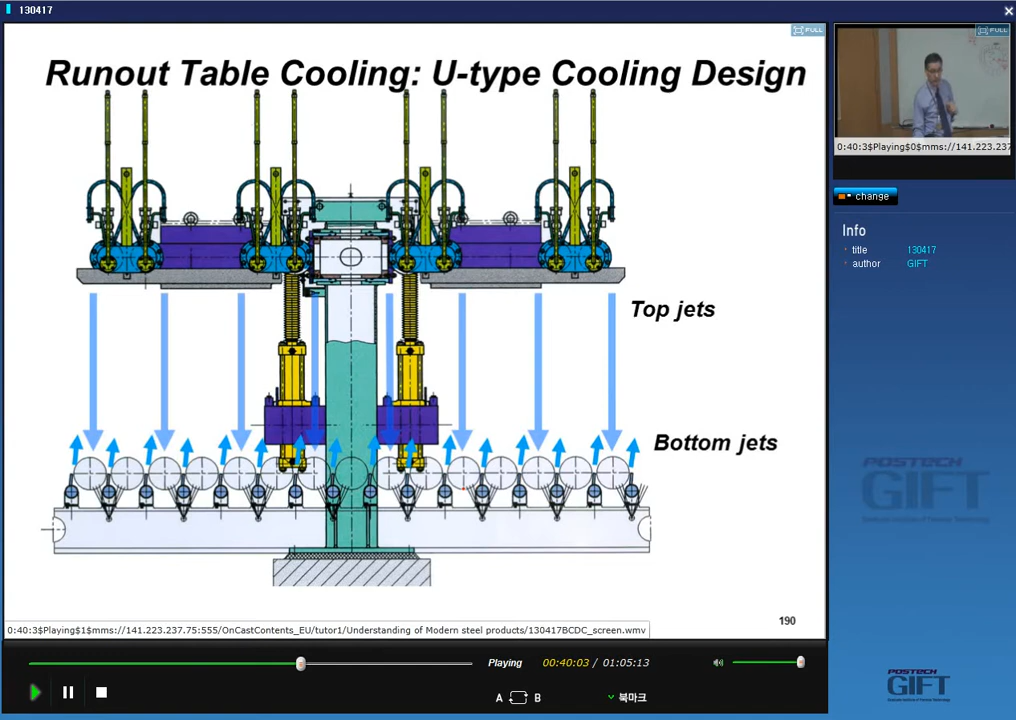 130417
FULL
Runout Table Cooling: U-type Cooling Design
Top jets
Bottom jets
190
0:40:3$Playing$1$mms://141.223.237.75:555/OnCastContents_EU/tutor1/Understanding of Modern steel products/130417BCDC_screen.wmv
FULL
0:40:3$Playing$0$mms://141.223.237
change
Info
title 130417
author GIFT
POSTECH
GIFT
Playing 00:40:03 / 01:05:13
A B 북마크
POSTECH
GIFT